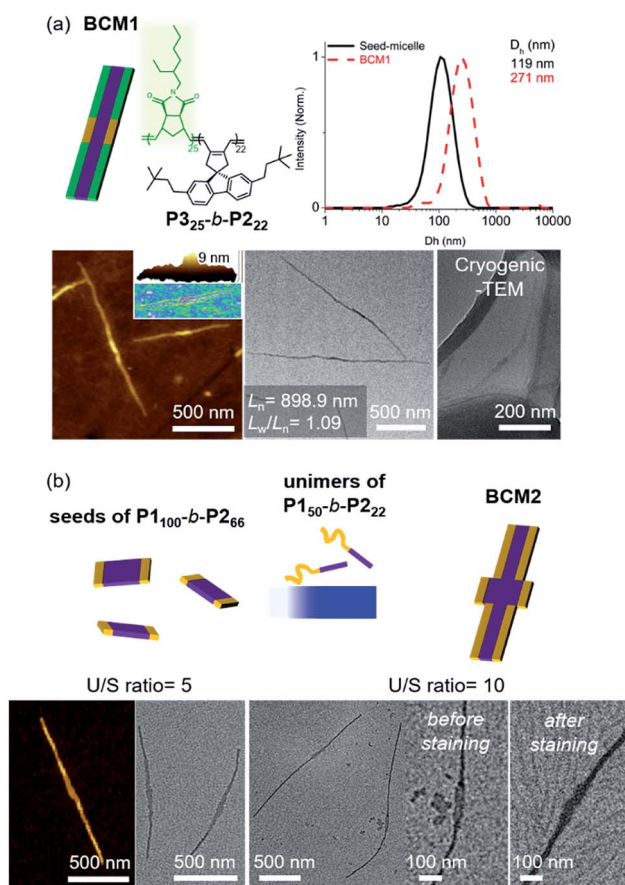 (a)
BCM1
N
O
O
25
22
P3₂₅-b-P2₂₂
Intensity (Norm.)
1
0
Seed-micelle
BCM1
Dₕ (nm)
119 nm
271 nm
1 10 100 1000 10000
Dh (nm)
9 nm
500 nm
Lₙ= 898.9 nm
L_w/Lₙ= 1.09
500 nm
Cryogenic
-TEM
200 nm
(b)
seeds of P1₁₀₀-b-P2₆₆
unimers of
P1₅₀-b-P2₂₂
BCM2
U/S ratio= 5
U/S ratio= 10
500 nm
500 nm
500 nm
before
staining
100 nm
after
staining
100 nm